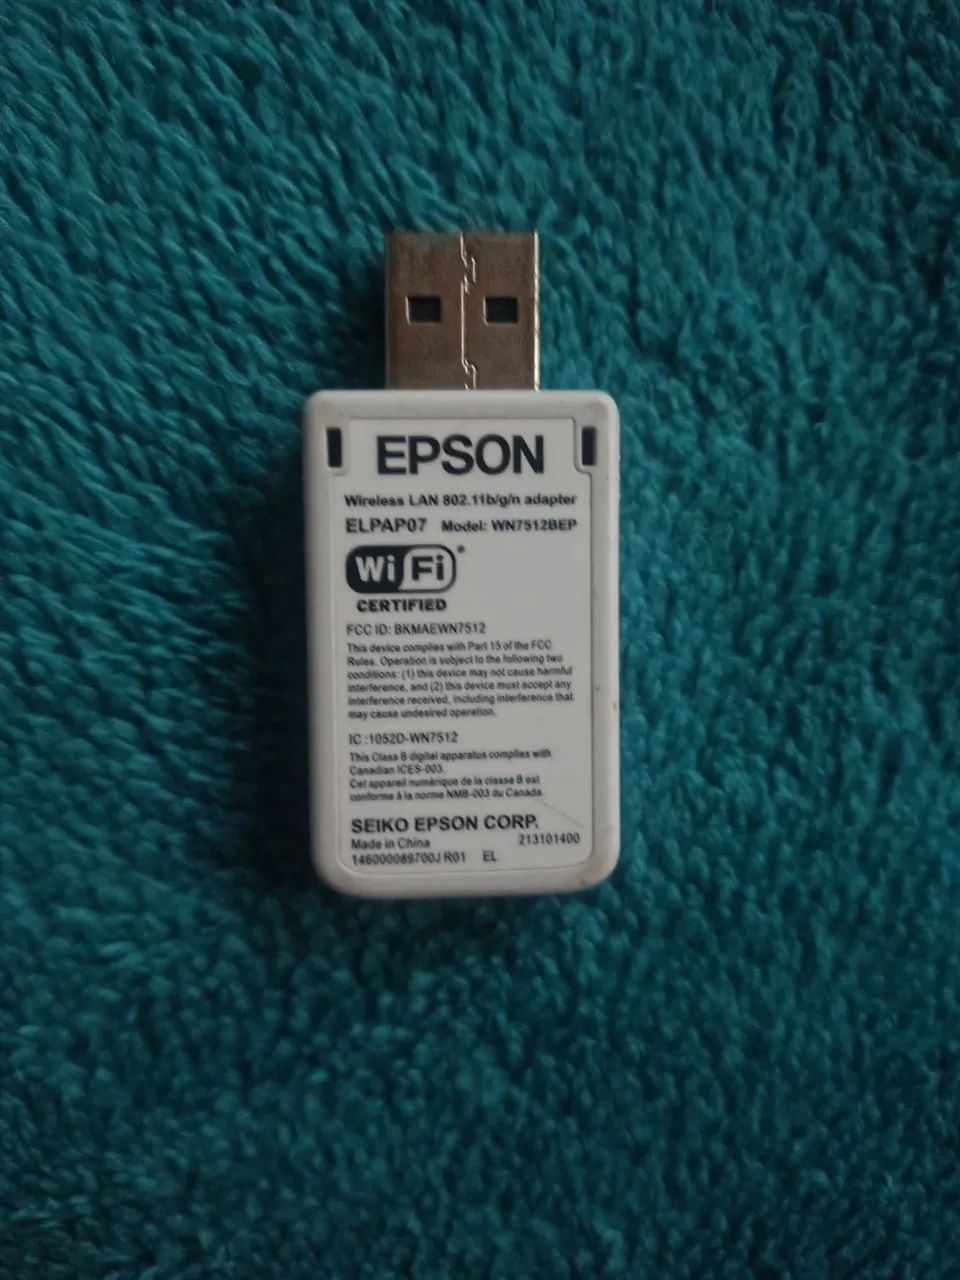 EPSON
Wireless LAN 802.11b/g/n adapter
ELPAP07 Model: WN7512BEP
Wi Fi ®
CERTIFIED
FCC ID: BKMAEWN7512
This device complies with Part 15 of the FCC
Rules. Operation is subject to the following two
conditions: (1) this device may not cause harmful
interference, and (2) this device must accept any
interference received, including interference that
may cause undesired operation.
IC :1052D-WN7512
This Class B digital apparatus complies with
Canadian ICES-003.
Cet appareil numérique de la classe B est
conforme à la norme NMB-003 du Canada.
SEIKO EPSON CORP.
Made in China 213101400
146000089700J R01 EL